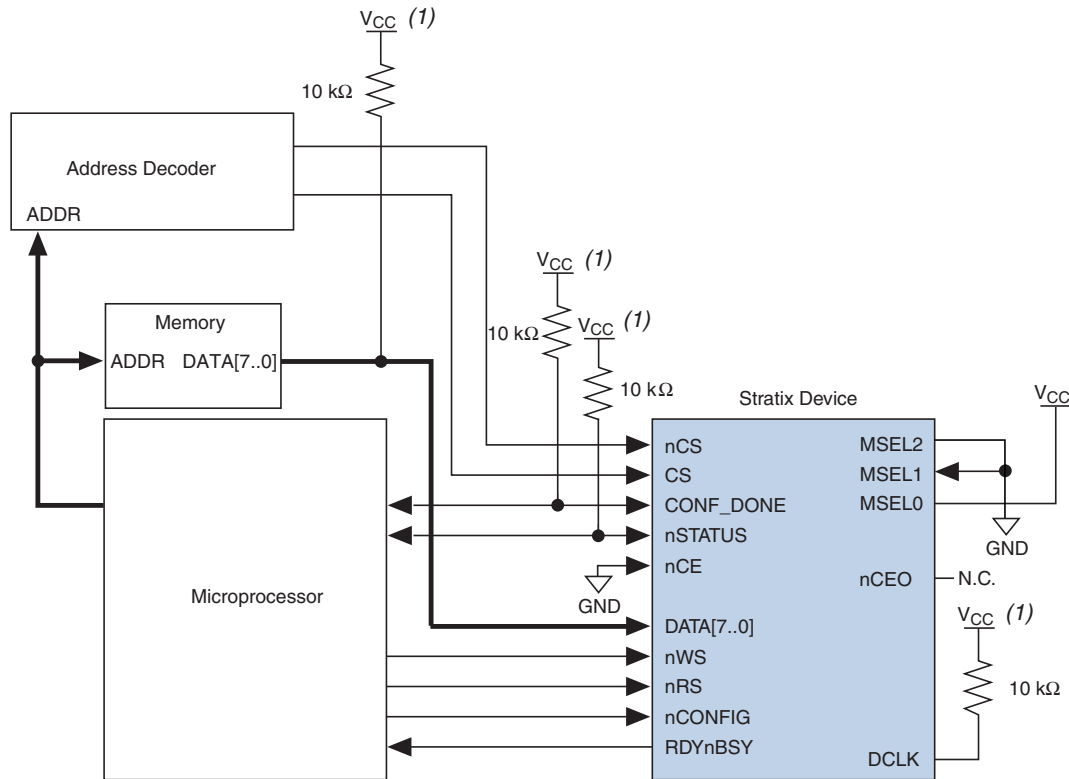 VCC (1)
10 kΩ
Address Decoder
ADDR
VCC (1)
10 kΩ
VCC (1)
10 kΩ
Memory
ADDR DATA[7..0]
Stratix Device
VCC
nCS
CS
CONF_DONE
nSTATUS
nCE
GND
DATA[7..0]
nWS
nRS
nCONFIG
RDYnBSY
MSEL2
MSEL1
MSEL0
GND
nCEO
N.C.
VCC (1)
10 kΩ
DCLK
Microprocessor